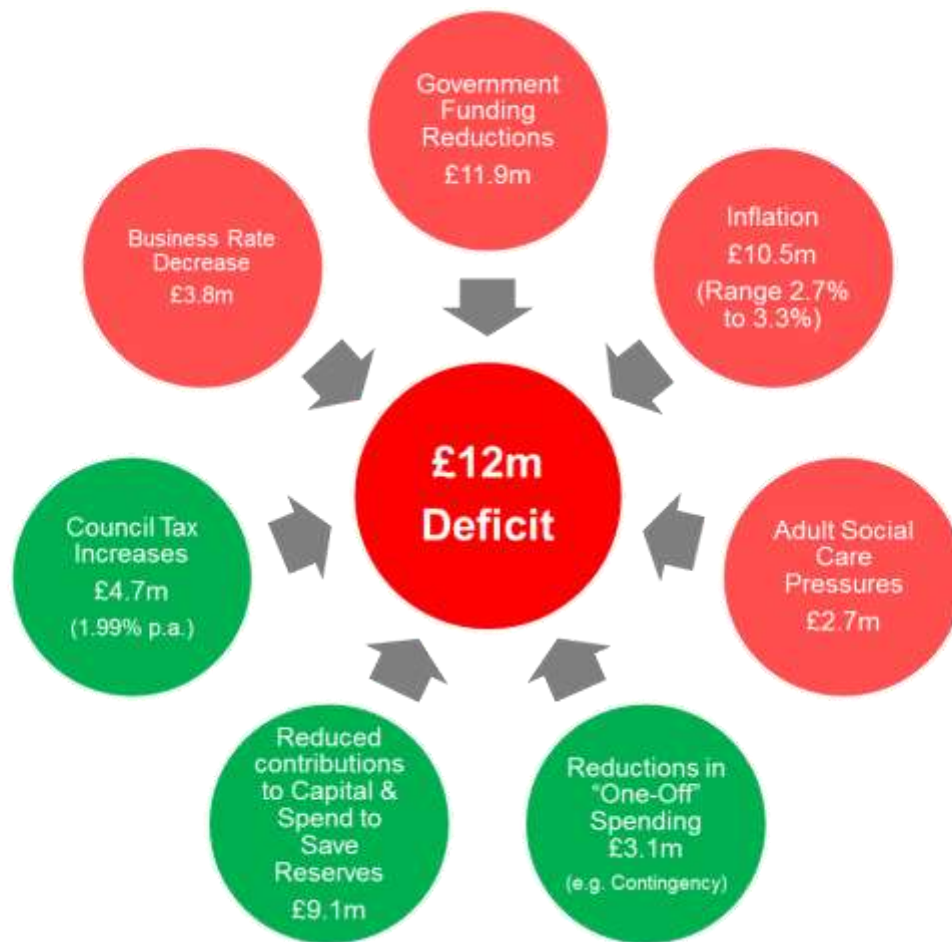 Government
Funding
Reductions
£11.9m
Business Rate
Decrease
£3.8m
Inflation
£10.5m
(Range 2.7%
to 3.3%)
£12m
Deficit
Council Tax
Increases
£4.7m
(1.99% p.a.)
Adult Social
Care
Pressures
£2.7m
Reduced
contributions
to Capital &
Spend to
Save
Reserves
£9.1m
Reductions in
"One-Off"
Spending
£3.1m
(e.g. Contingency)